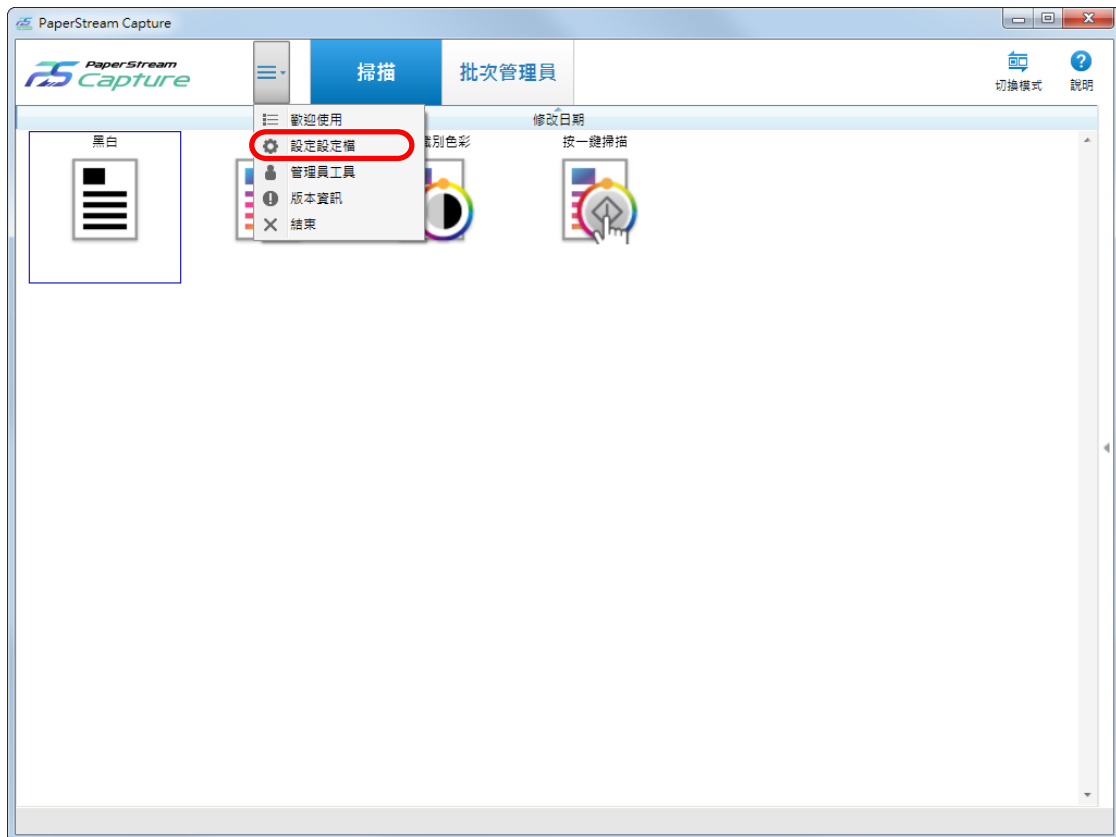 PaperStream Capture
PaperStream
Capture
掃描
批次管理員
切換模式
說明
修改日期
歡迎使用
設定設定檔
管理員工具
版本資訊
結束
黑白
識別色彩
按一鍵掃描